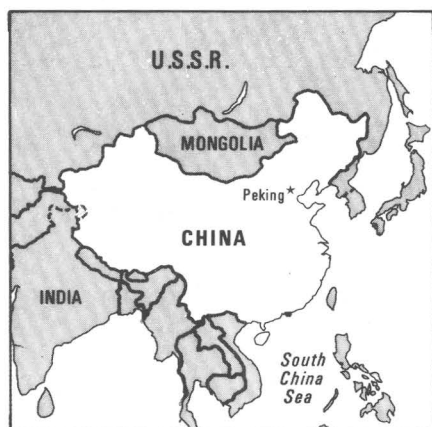 U.S.S.R.
MONGOLIA
Peking
CHINA
INDIA
South
China
Sea